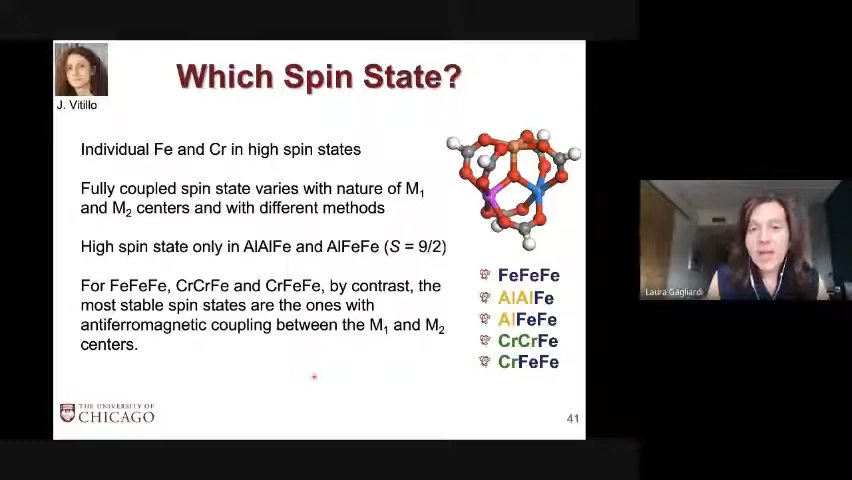 Which Spin State?
J. Vitillo
Individual Fe and Cr in high spin states
Fully coupled spin state varies with nature of M1
and M2 centers and with different methods
High spin state only in AlAlFe and AlFeFe (S = 9/2)
For FeFeFe, CrCrFe and CrFeFe, by contrast, the
most stable spin states are the ones with
antiferromagnetic coupling between the M1 and M2
centers.
FeFeFe
AlAlFe
AlFeFe
CrCrFe
CrFeFe
THE UNIVERSITY OF
CHICAGO
41
Laura Gagliardi